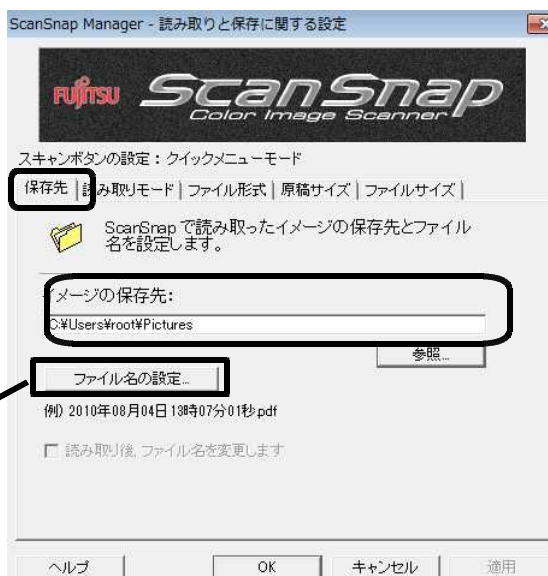 ScanSnap Manager - 読み取りと保存に関する設定
FUJITSU ScanSnap
Color Image Scanner
スキャンボタンの設定:クイックメニューモード
保存先 読み取りモード ファイル形式 原稿サイズ ファイルサイズ
ScanSnap で読み取ったイメージの保存先とファイル
名を設定します。
イメージの保存先:
C:¥Users¥root¥Pictures
参照...
ファイル名の設定...
例) 2010年08月04日13時07分01秒.pdf
読み取り後、ファイル名を変更します
ヘルプ OK キャンセル 適用